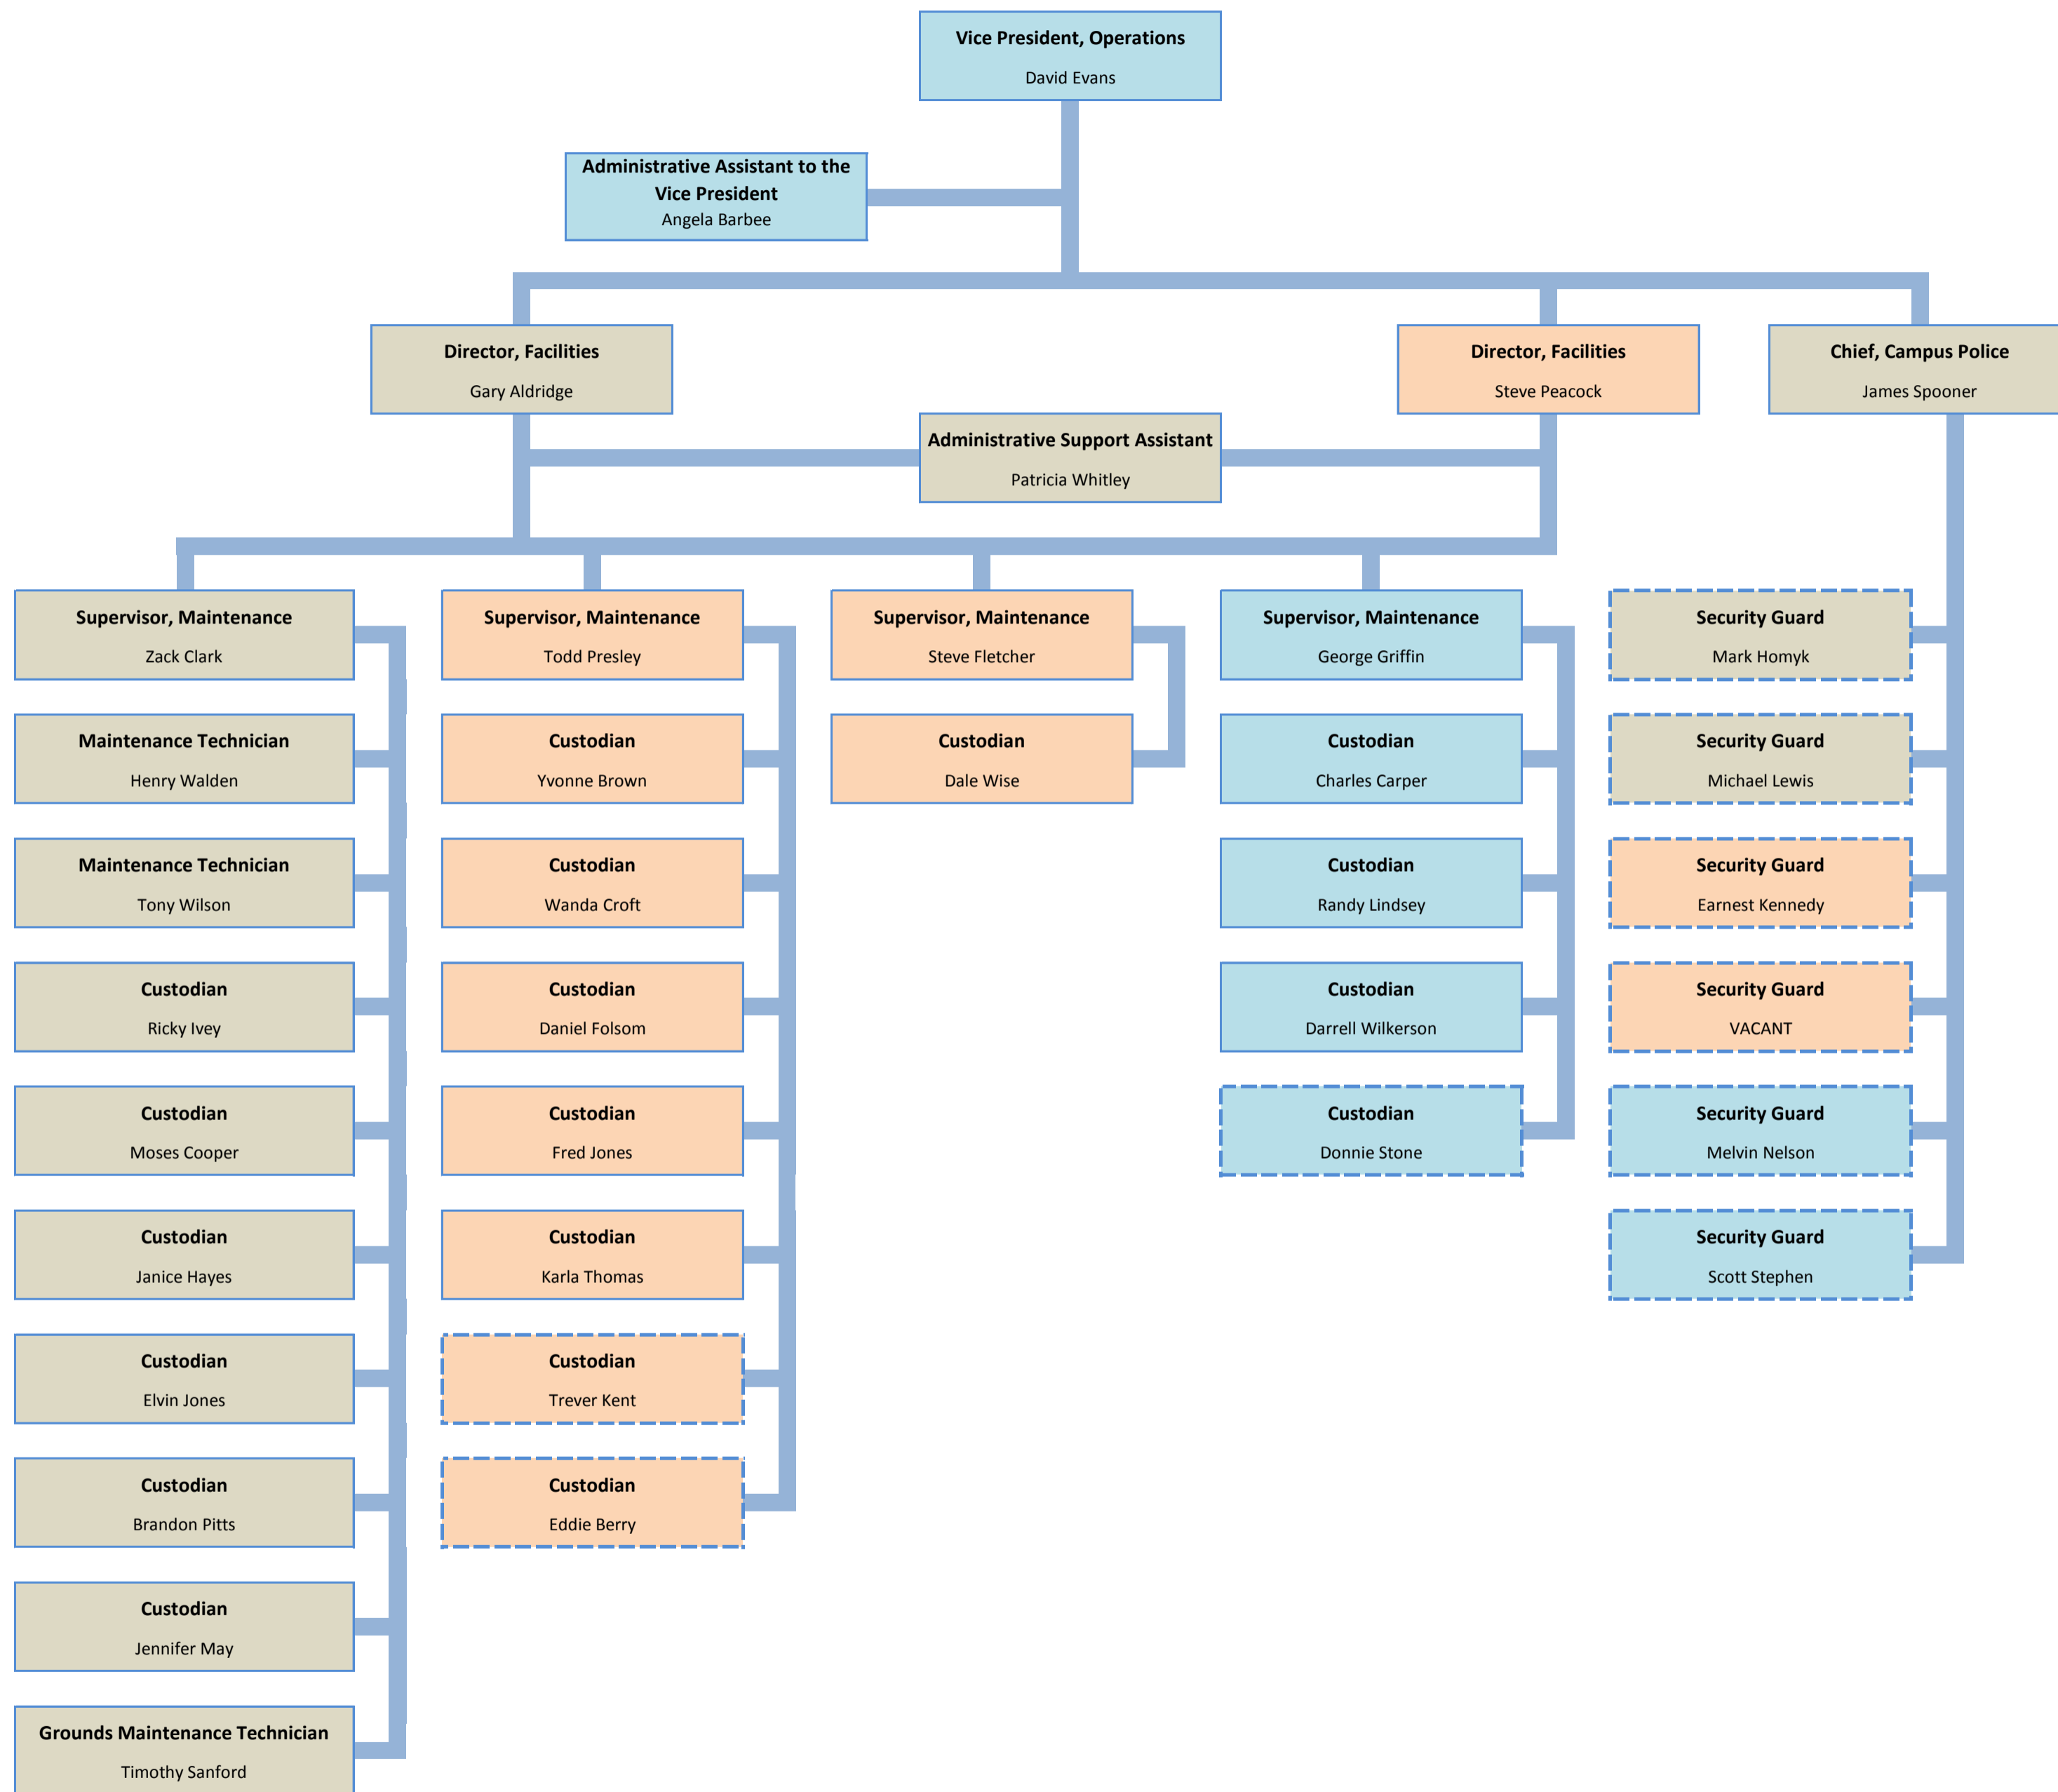 Vice President, Operations
David Evans
Administrative Assistant to the
Vice President
Angela Barbee
Director, Facilities
Gary Aldridge
Director, Facilities
Steve Peacock
Chief, Campus Police
James Spooner
Administrative Support Assistant
Patricia Whitley
Supervisor, Maintenance
Zack Clark
Maintenance Technician
Henry Walden
Maintenance Technician
Tony Wilson
Custodian
Ricky Ivey
Custodian
Moses Cooper
Custodian
Janice Hayes
Custodian
Elvin Jones
Custodian
Brandon Pitts
Custodian
Jennifer May
Grounds Maintenance Technician
Timothy Sanford
Supervisor, Maintenance
Todd Presley
Custodian
Yvonne Brown
Custodian
Wanda Croft
Custodian
Daniel Folsom
Custodian
Fred Jones
Custodian
Karla Thomas
Custodian
Trever Kent
Custodian
Eddie Berry
Supervisor, Maintenance
Steve Fletcher
Custodian
Dale Wise
Supervisor, Maintenance
George Griffin
Custodian
Charles Carper
Custodian
Randy Lindsey
Custodian
Darrell Wilkerson
Custodian
Donnie Stone
Security Guard
Mark Homyk
Security Guard
Michael Lewis
Security Guard
Earnest Kennedy
Security Guard
VACANT
Security Guard
Melvin Nelson
Security Guard
Scott Stephen